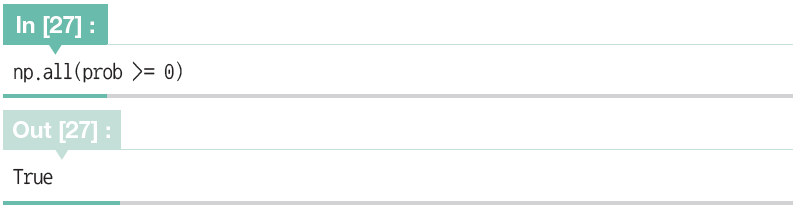 In [27] :
np.all(prob >= 0)
Out [27] :
True